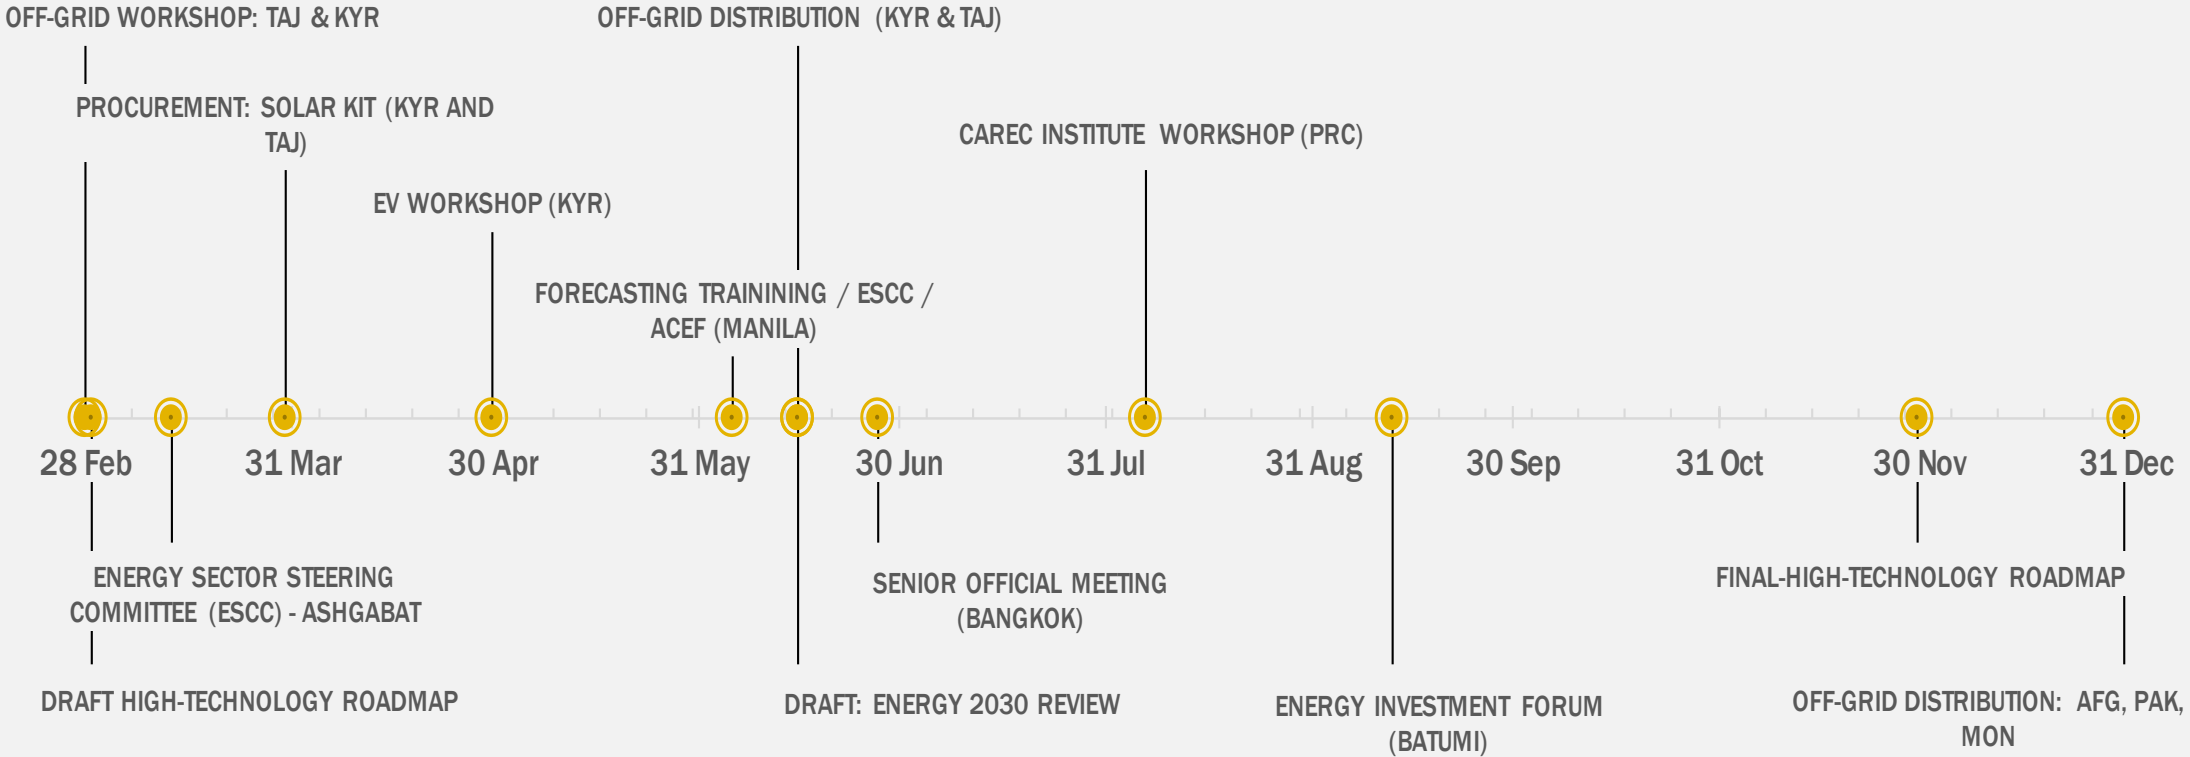 OFF-GRID WORKSHOP: TAJ & KYR
OFF-GRID DISTRIBUTION (KYR & TAJ)
PROCUREMENT: SOLAR KIT (KYR AND
TAJ)
CAREC INSTITUTE WORKSHOP (PRC)
EV WORKSHOP (KYR)
FORECASTING TRAININING / ESCC /
ACEF (MANILA)
28 Feb
31 Mar
30 Apr
31 May
30 Jun
31 Jul
31 Aug
30 Sep
31 Oct
30 Nov
31 Dec
ENERGY SECTOR STEERING
COMMITTEE (ESCC) - ASHGABAT
SENIOR OFFICIAL MEETING
(BANGKOK)
FINAL-HIGH-TECHNOLOGY ROADMAP
DRAFT HIGH-TECHNOLOGY ROADMAP
DRAFT: ENERGY 2030 REVIEW
ENERGY INVESTMENT FORUM
(BATUMI)
OFF-GRID DISTRIBUTION: AFG, PAK,
MON